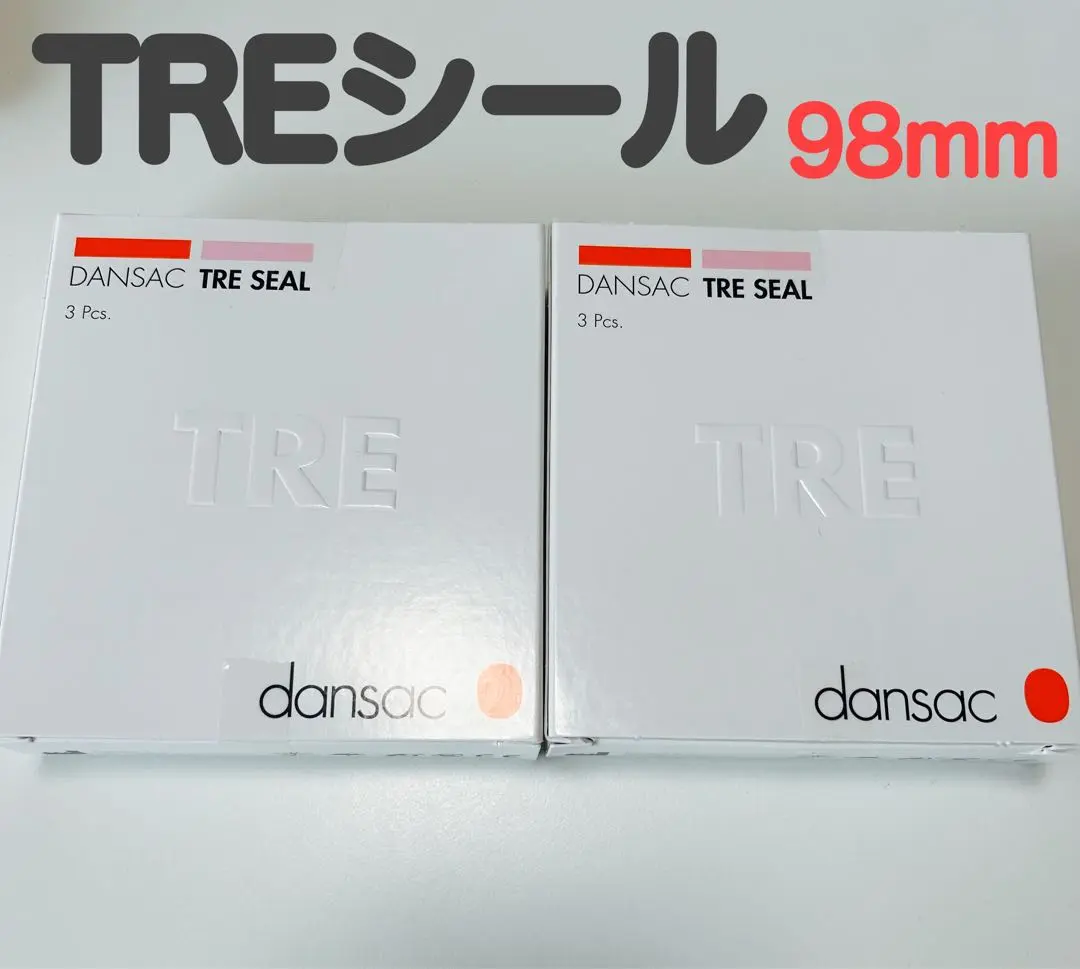 TREシール 98mm
DANSAC TRE SEAL
3 Pcs.
TRE
dansac
DANSAC TRE SEAL
3 Pcs.
TRE
dansac